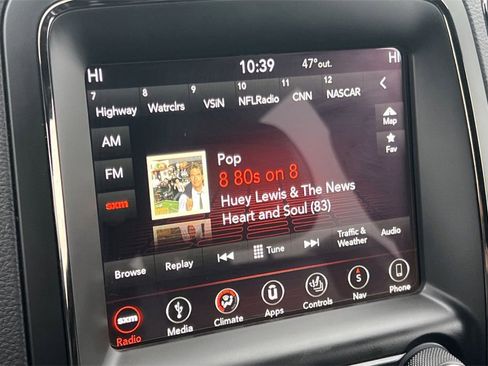 HI 10:39 47°out. HI
7 8 9 10 11 12
Highway Watrclrs VSiN NFLRadio CNN NASCAR
AM
Map
Pop
FM
8 80s on 8
Fav
sxm
Huey Lewis & The News
Heart and Soul (83)
Browse Replay Tune Traffic & Weather Audio
sxm
S
Radio Media Climate Apps Controls Nav Phone